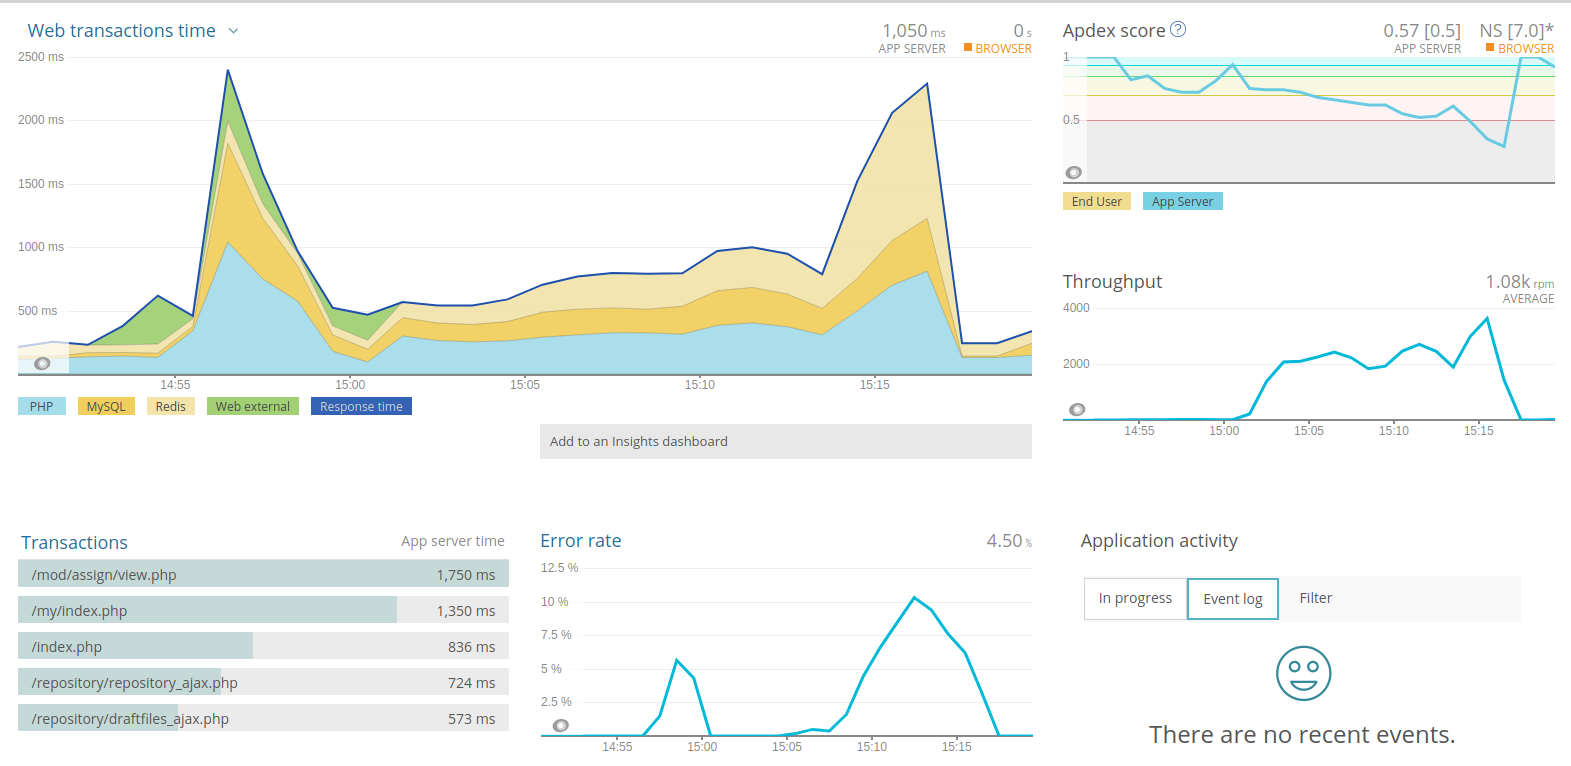 Web transactions time
1,050 ms
APP SERVER
0 s
BROWSER
2500 ms
2000 ms
1500 ms
1000 ms
500 ms
14:55
15:00
15:05
15:10
15:15
PHP
MySQL
Redis
Web external
Response time
Add to an Insights dashboard
Apdex score ?
0.57 [0.5]
APP SERVER
NS [7.0]*
BROWSER
1
0.5
End User
App Server
Throughput
1.08k rpm
AVERAGE
4000
2000
14:55
15:00
15:05
15:10
15:15
Transactions
App server time
/mod/assign/view.php 1,750 ms
/my/index.php 1,350 ms
/index.php 836 ms
/repository/repository_ajax.php 724 ms
/repository/draftfiles_ajax.php 573 ms
Error rate
4.50 %
12.5 %
10 %
7.5 %
5 %
2.5 %
14:55
15:00
15:05
15:10
15:15
Application activity
In progress
Event log
Filter
There are no recent events.